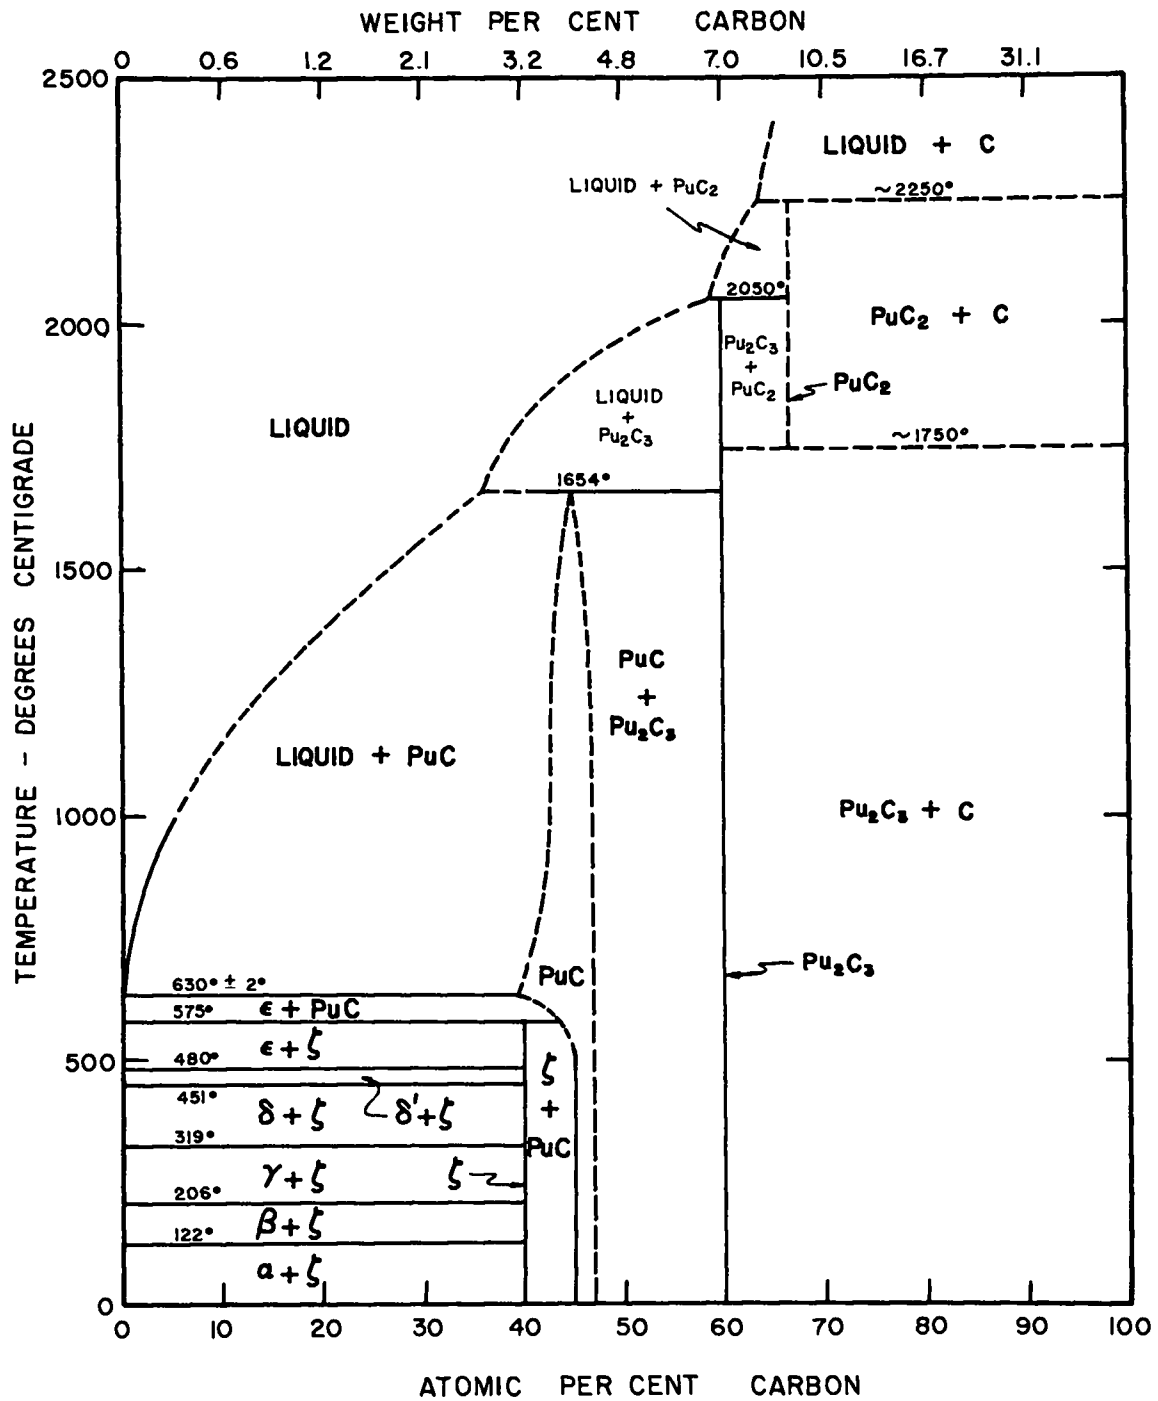 WEIGHT PER CENT CARBON
0 0.6 1.2 2.1 3.2 4.8 7.0 10.5 16.7 31.1
2500
LIQUID + C
LIQUID + PuC2
~2250°
2050°
2000
PuC2 + C
Pu2C3
+
PuC2
PuC2
LIQUID
LIQUID
+
Pu2C3
~1750°
1654°
1500
TEMPERATURE - DEGREES CENTIGRADE
PuC
+
Pu2C3
LIQUID + PuC
1000
Pu2C3 + C
Pu2C3
PuC
630° ± 2°
575°
ϵ + PuC
ϵ + ζ
500
480°
451°
δ + ζ
δ' + ζ
ζ
+
PuC
319°
γ + ζ
ζ
206°
β + ζ
122°
α + ζ
0
0 10 20 30 40 50 60 70 80 90 100
ATOMIC PER CENT CARBON